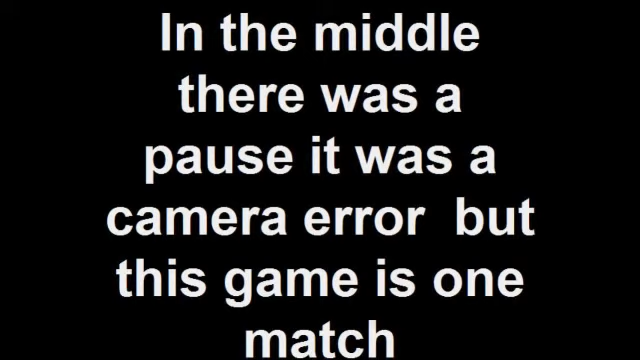 In the middle
there was a
pause it was a
camera error  but
this game is one
match